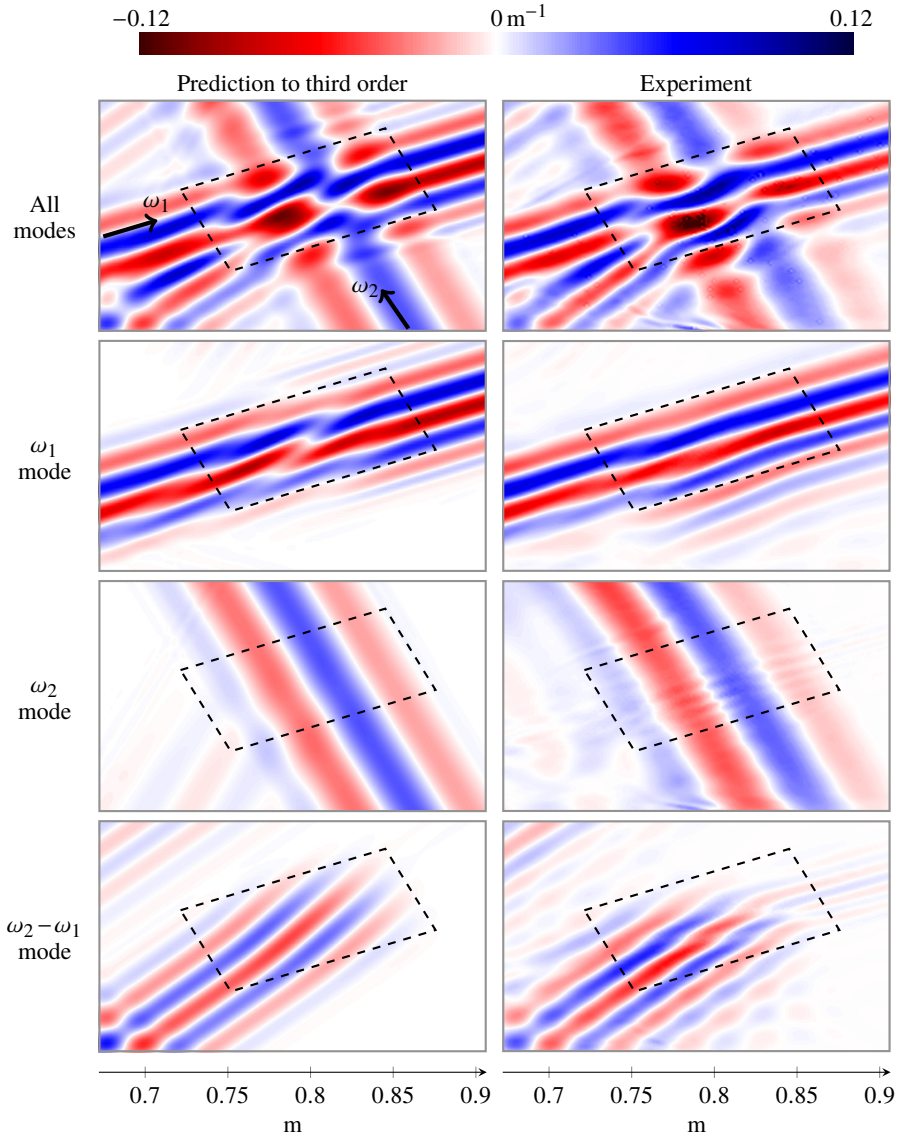 −0.12 0 m⁻¹ 0.12
Prediction to third order Experiment
All
modes
ω₁
ω₂
ω₁
mode
ω₂
mode
ω₂−ω₁
mode
0.7 0.75 0.8 0.85 0.9 0.7 0.75 0.8 0.85 0.9
m m